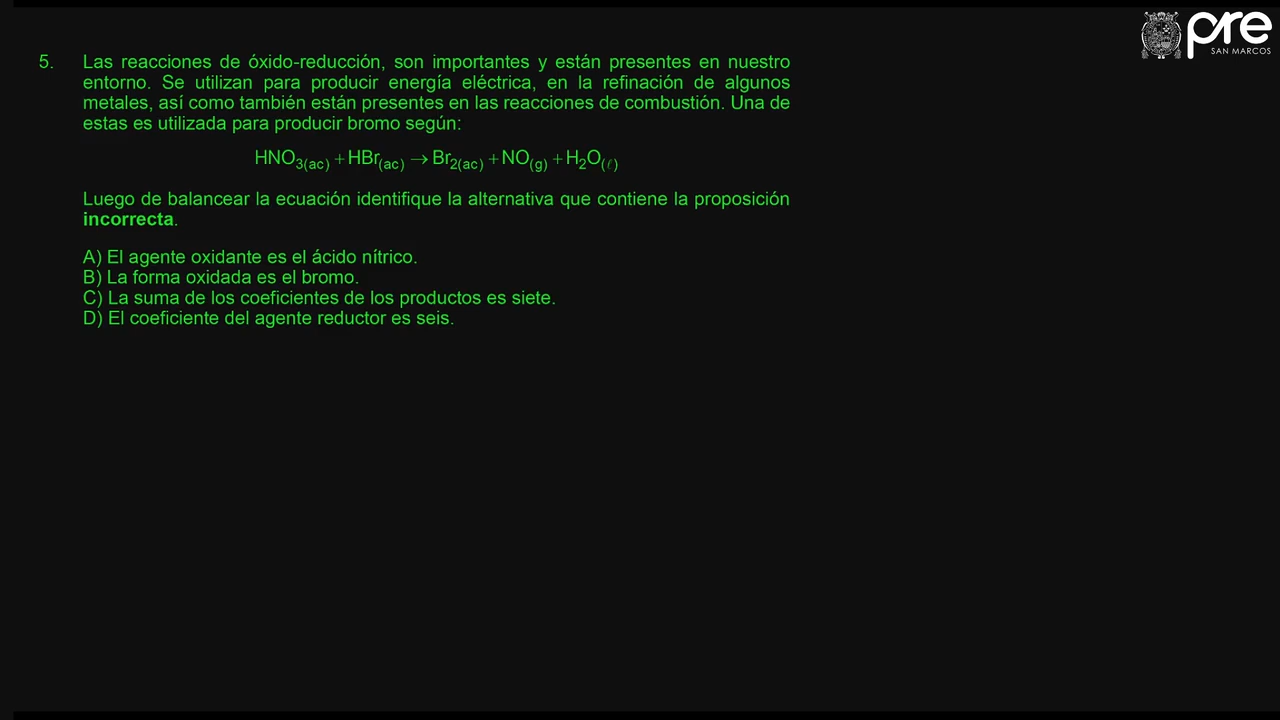 pre
SAN MARCOS
5. Las reacciones de óxido-reducción, son importantes y están presentes en nuestro
entorno. Se utilizan para producir energía eléctrica, en la refinación de algunos
metales, así como también están presentes en las reacciones de combustión. Una de
estas es utilizada para producir bromo según:
HNO₃(ac) + HBr(ac) → Br₂(ac) + NO(g) + H₂O(ℓ)
Luego de balancear la ecuación identifique la alternativa que contiene la proposición
incorrecta.
A) El agente oxidante es el ácido nítrico.
B) La forma oxidada es el bromo.
C) La suma de los coeficientes de los productos es siete.
D) El coeficiente del agente reductor es seis.